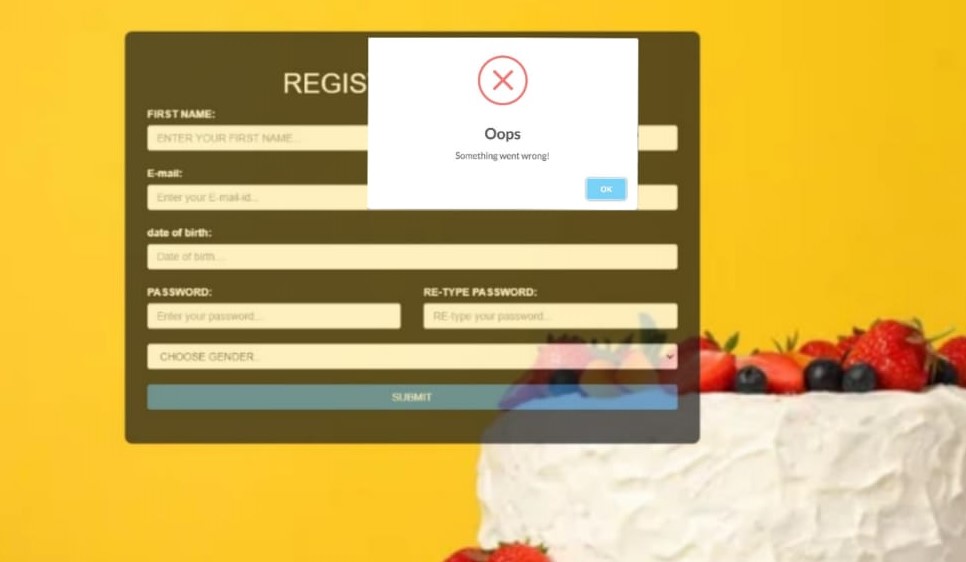 REGIS
Oops
Something went wrong!
OK
FIRST NAME:
ENTER YOUR FIRST NAME...
E-mail:
Enter your E-mail-id...
date of birth:
Date of birth...
PASSWORD: RE-TYPE PASSWORD:
Enter your password... RE-type your password...
CHOOSE GENDER..
SUBMIT